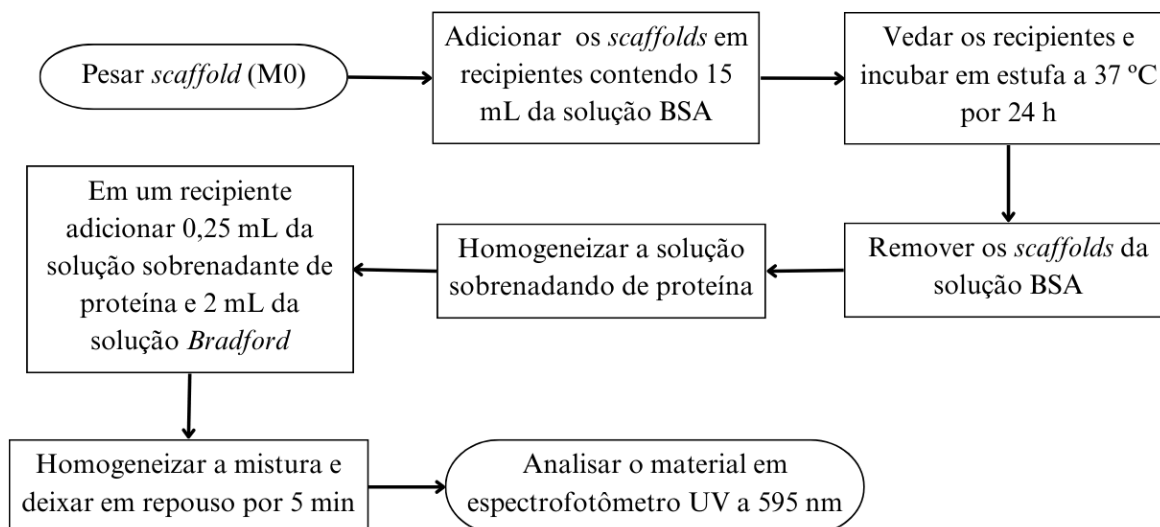 Pesar scaffold (M0)
Adicionar os scaffolds em
recipientes contendo 15
mL da solução BSA
Vedar os recipientes e
incubar em estufa a 37 ºC
por 24 h
Remover os scaffolds da
solução BSA
Homogeneizar a solução
sobrenadando de proteína
Em um recipiente
adicionar 0,25 mL da
solução sobrenadante de
proteína e 2 mL da
solução Bradford
Homogeneizar a mistura e
deixar em repouso por 5 min
Analisar o material em
espectrofotômetro UV a 595 nm